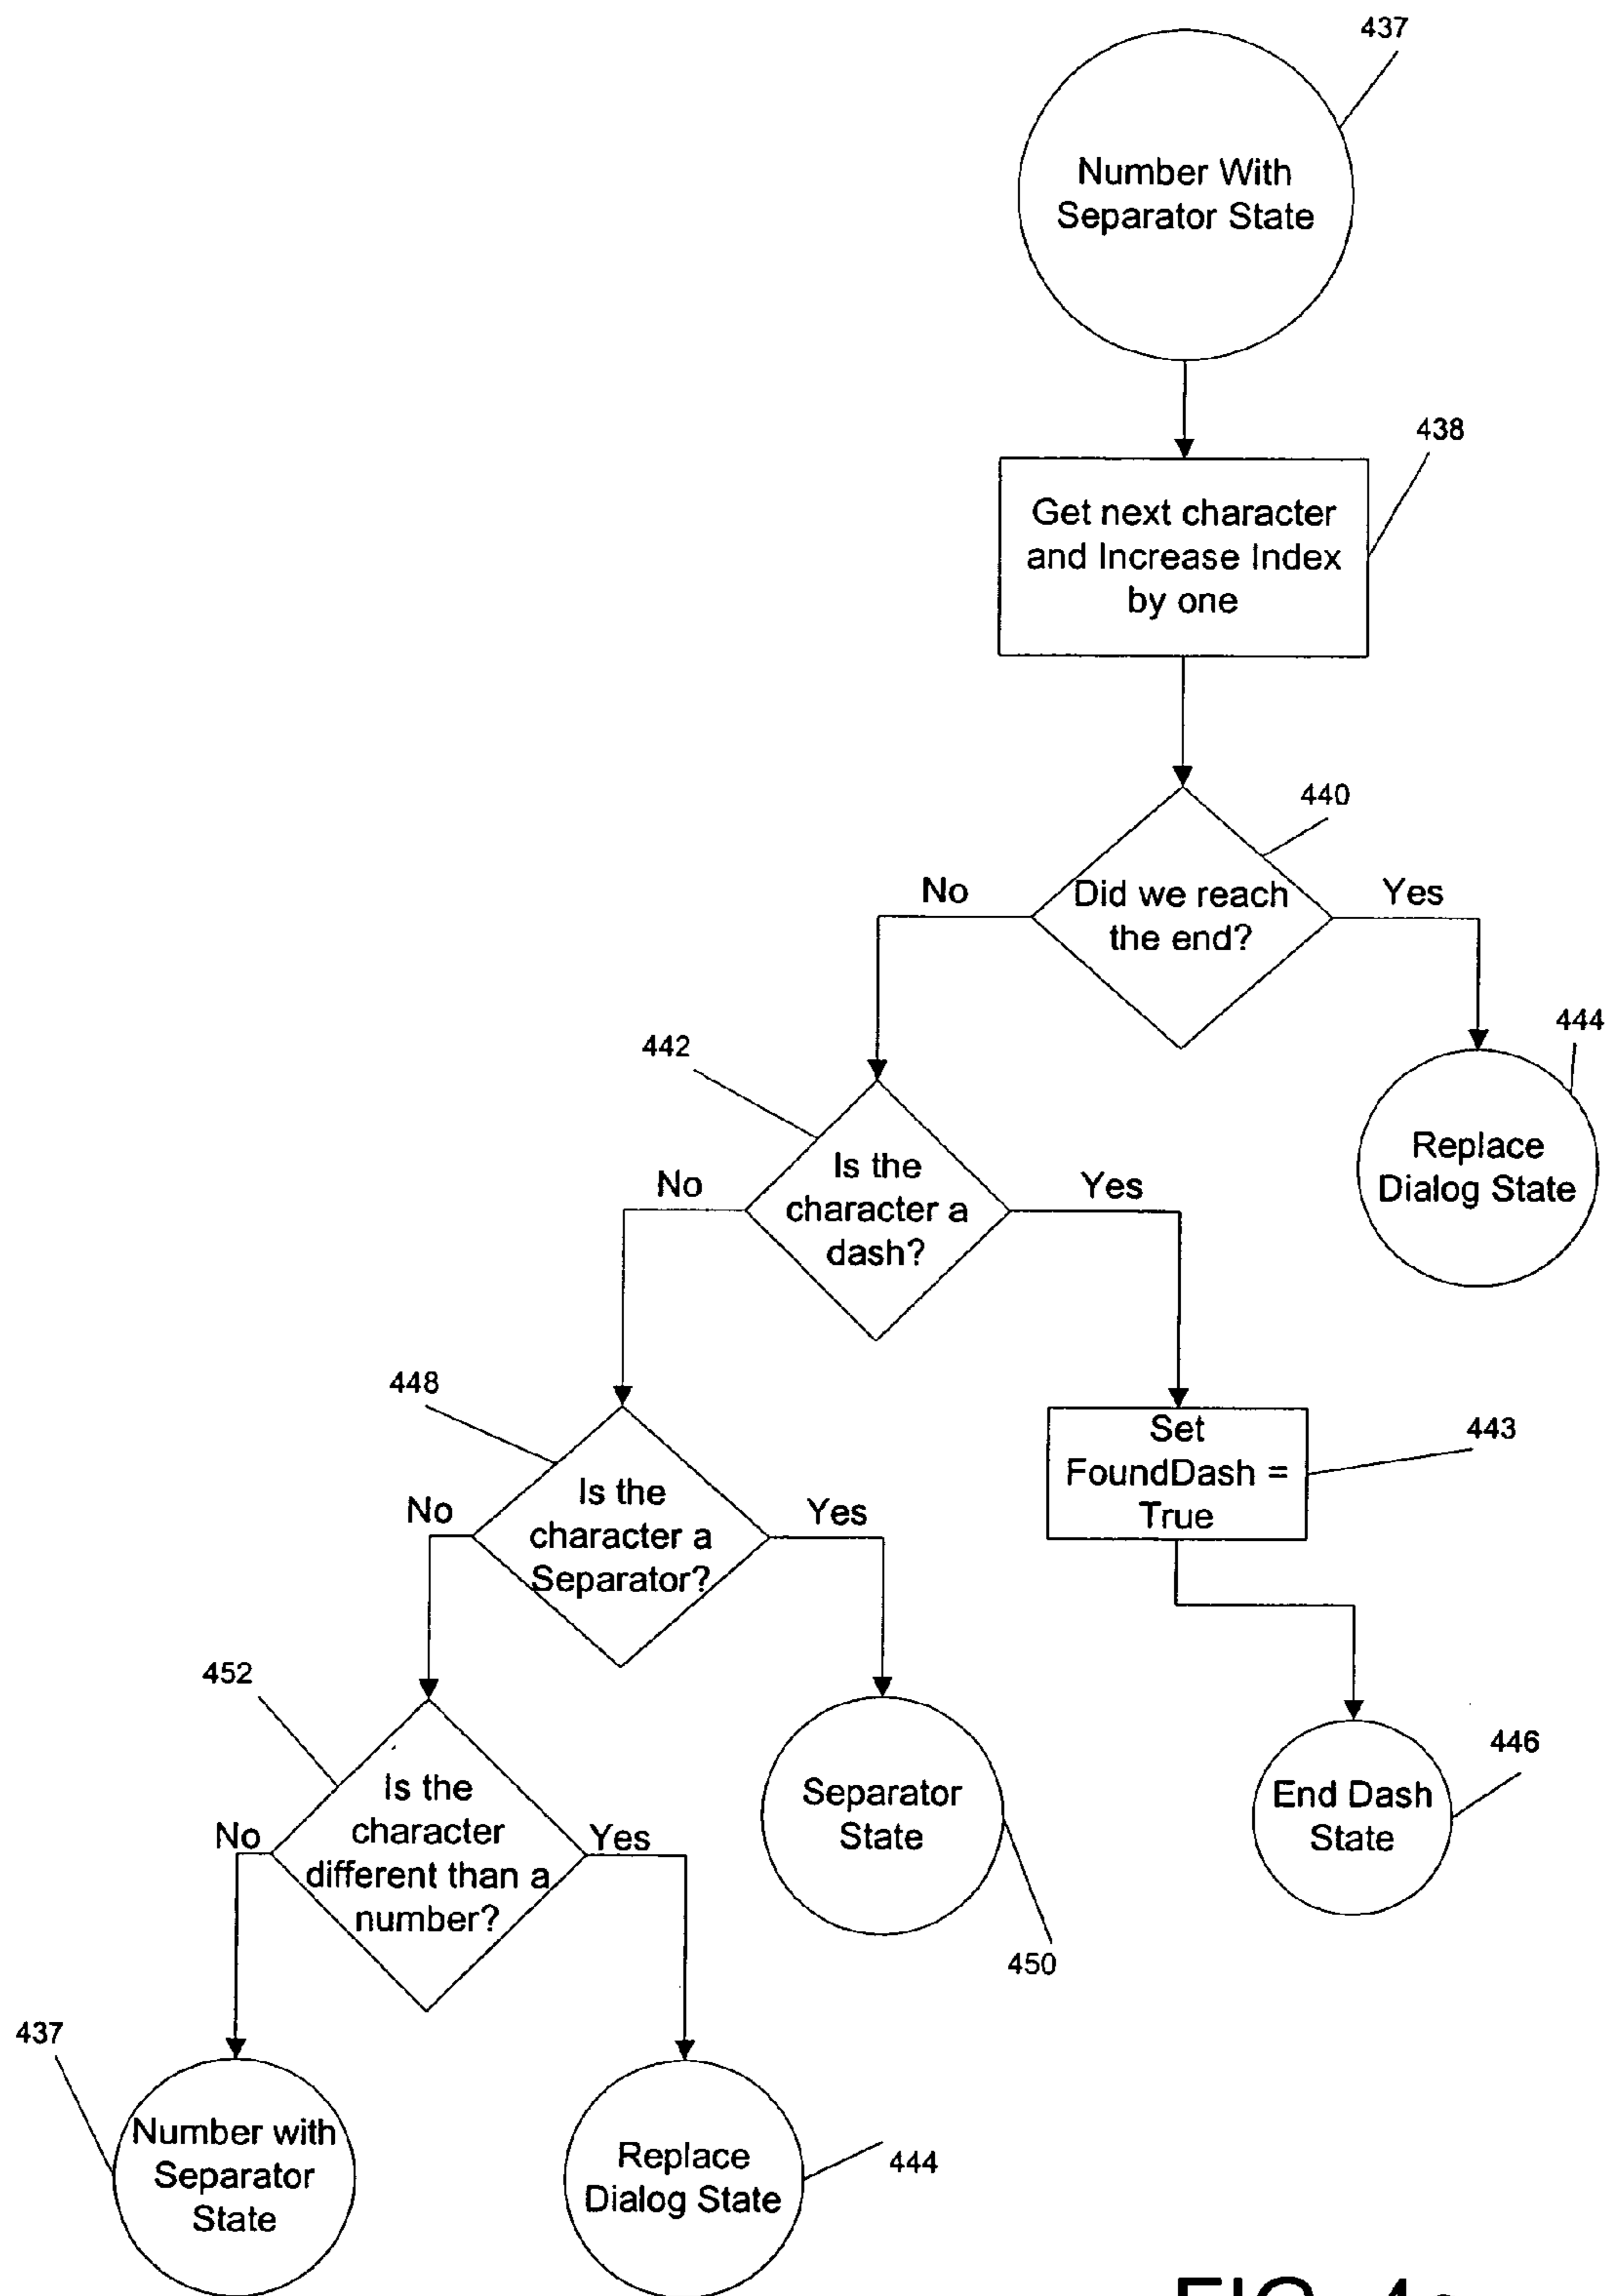 437
Number With
Separator State
438
Get next character
and Increase Index
by one
440
No
Did we reach
the end?
Yes
444
442
Replace
Dialog State
No
Is the
character a
dash?
Yes
448
Set
FoundDash =
True
443
No
Is the
character a
Separator?
Yes
452
446
Separator
State
End Dash
State
No
Is the
character
different than a
number?
Yes
450
437
Number with
Separator
State
Replace
Dialog State
444